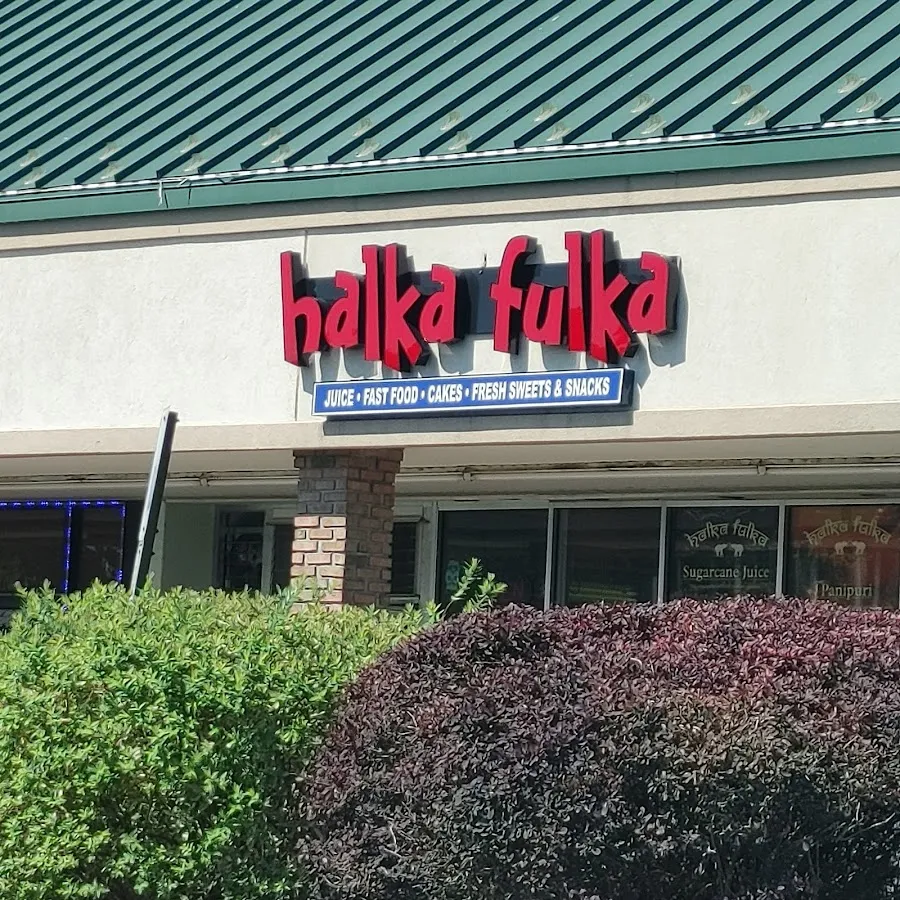 halka fulka
JUICE • FAST FOOD • CAKES • FRESH SWEETS & SNACKS
halka fulka
Sugarcane Juice
halka fulka
Panipuri